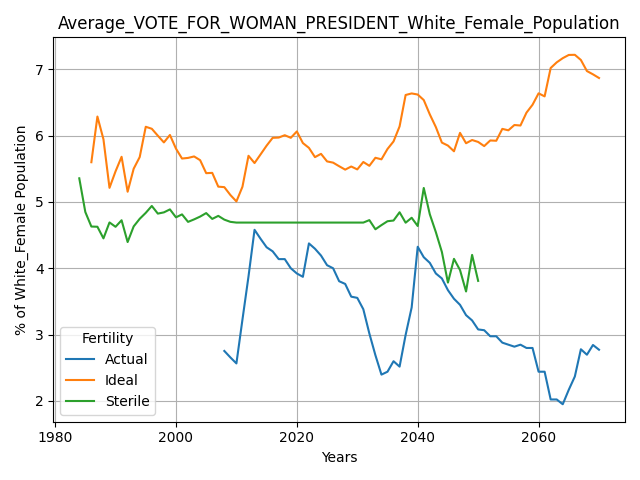 Average_VOTE_FOR_WOMAN_PRESIDENT_White_Female_Population
% of White_Female Population
7
6
5
4
3
2
Fertility
Actual
Ideal
Sterile
1980
2000
2020
2040
2060
Years